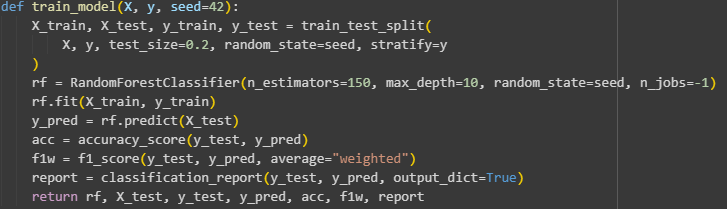 def train_model(X, y, seed=42):
    X_train, X_test, y_train, y_test = train_test_split(
        X, y, test_size=0.2, random_state=seed, stratify=y
    )
    rf = RandomForestClassifier(n_estimators=150, max_depth=10, random_state=seed, n_jobs=-1)
    rf.fit(X_train, y_train)
    y_pred = rf.predict(X_test)
    acc = accuracy_score(y_test, y_pred)
    f1w = f1_score(y_test, y_pred, average="weighted")
    report = classification_report(y_test, y_pred, output_dict=True)
    return rf, X_test, y_test, y_pred, acc, f1w, report